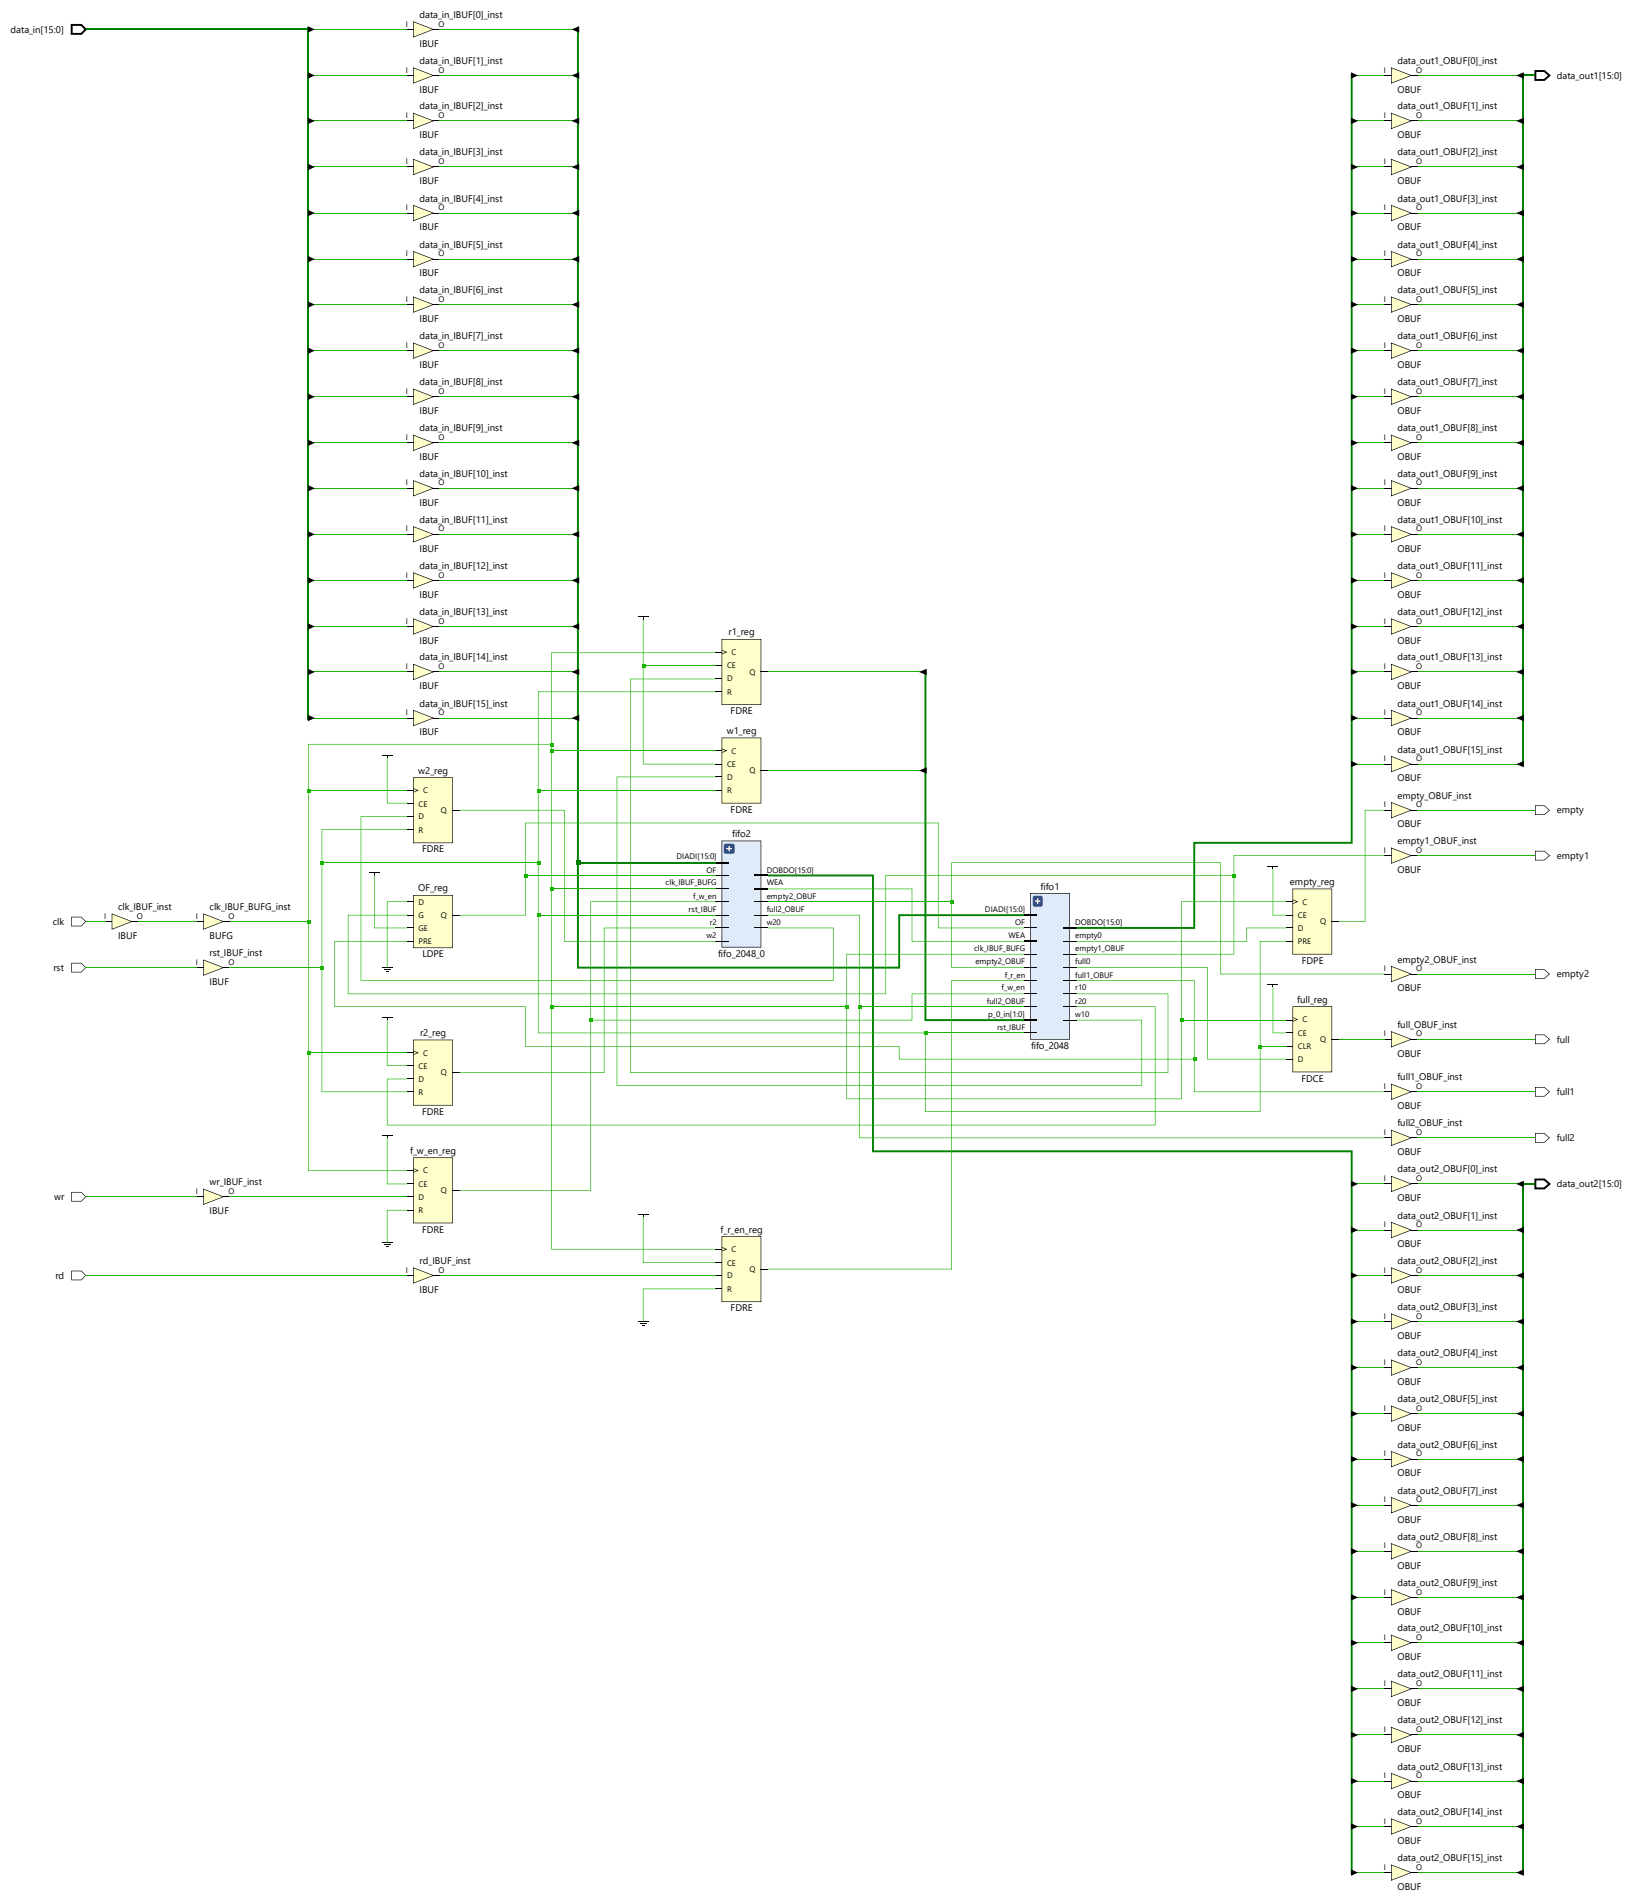 data_in[15:0]
data_in_IBUF[0]_inst
I O
IBUF
data_in_IBUF[1]_inst
I O
IBUF
data_in_IBUF[2]_inst
I O
IBUF
data_in_IBUF[3]_inst
I O
IBUF
data_in_IBUF[4]_inst
I O
IBUF
data_in_IBUF[5]_inst
I O
IBUF
data_in_IBUF[6]_inst
I O
IBUF
data_in_IBUF[7]_inst
I O
IBUF
data_in_IBUF[8]_inst
I O
IBUF
data_in_IBUF[9]_inst
I O
IBUF
data_in_IBUF[10]_inst
I O
IBUF
data_in_IBUF[11]_inst
I O
IBUF
data_in_IBUF[12]_inst
I O
IBUF
data_in_IBUF[13]_inst
I O
IBUF
data_in_IBUF[14]_inst
I O
IBUF
data_in_IBUF[15]_inst
I O
IBUF
clk
clk_IBUF_inst
I O
IBUF
clk_IBUF_BUFG_inst
I O
BUFG
rst
rst_IBUF_inst
I O
IBUF
wr
wr_IBUF_inst
I O
IBUF
rd
rd_IBUF_inst
I O
IBUF
w2_reg
C
CE
D
R
Q
FDRE
OF_reg
D
G
GE
PRE
Q
LDPE
r2_reg
C
CE
D
R
Q
FDRE
f_w_en_reg
C
CE
D
R
Q
FDRE
r1_reg
C
CE
D
R
Q
FDRE
w1_reg
C
CE
D
R
Q
FDRE
fifo2
DIADI[15:0]
OF
clk_IBUF_BUFG
f_w_en
rst_IBUF
r2
w2
DOBDO[15:0]
WEA
empty2_OBUF
full2_OBUF
w20
fifo_2048_0
f_r_en_reg
C
CE
D
R
Q
FDRE
fifo1
DIADI[15:0]
OF
WEA
clk_IBUF_BUFG
empty2_OBUF
f_r_en
f_w_en
full2_OBUF
p_0_in[1:0]
rst_IBUF
DOBDO[15:0]
empty0
empty1_OBUF
full0
full1_OBUF
r10
r20
w10
fifo_2048
empty_reg
C
CE
D
PRE
Q
FDPE
full_reg
C
CE
CLR
D
Q
FDCE
data_out1_OBUF[0]_inst
I O
OBUF
data_out1[15:0]
data_out1_OBUF[1]_inst
I O
OBUF
data_out1_OBUF[2]_inst
I O
OBUF
data_out1_OBUF[3]_inst
I O
OBUF
data_out1_OBUF[4]_inst
I O
OBUF
data_out1_OBUF[5]_inst
I O
OBUF
data_out1_OBUF[6]_inst
I O
OBUF
data_out1_OBUF[7]_inst
I O
OBUF
data_out1_OBUF[8]_inst
I O
OBUF
data_out1_OBUF[9]_inst
I O
OBUF
data_out1_OBUF[10]_inst
I O
OBUF
data_out1_OBUF[11]_inst
I O
OBUF
data_out1_OBUF[12]_inst
I O
OBUF
data_out1_OBUF[13]_inst
I O
OBUF
data_out1_OBUF[14]_inst
I O
OBUF
data_out1_OBUF[15]_inst
I O
OBUF
empty_OBUF_inst
I O
OBUF
empty
empty1_OBUF_inst
I O
OBUF
empty1
empty2_OBUF_inst
I O
OBUF
empty2
full_OBUF_inst
I O
OBUF
full
full1_OBUF_inst
I O
OBUF
full1
full2_OBUF_inst
I O
OBUF
full2
data_out2_OBUF[0]_inst
I O
OBUF
data_out2[15:0]
data_out2_OBUF[1]_inst
I O
OBUF
data_out2_OBUF[2]_inst
I O
OBUF
data_out2_OBUF[3]_inst
I O
OBUF
data_out2_OBUF[4]_inst
I O
OBUF
data_out2_OBUF[5]_inst
I O
OBUF
data_out2_OBUF[6]_inst
I O
OBUF
data_out2_OBUF[7]_inst
I O
OBUF
data_out2_OBUF[8]_inst
I O
OBUF
data_out2_OBUF[9]_inst
I O
OBUF
data_out2_OBUF[10]_inst
I O
OBUF
data_out2_OBUF[11]_inst
I O
OBUF
data_out2_OBUF[12]_inst
I O
OBUF
data_out2_OBUF[13]_inst
I O
OBUF
data_out2_OBUF[14]_inst
I O
OBUF
data_out2_OBUF[15]_inst
I O
OBUF